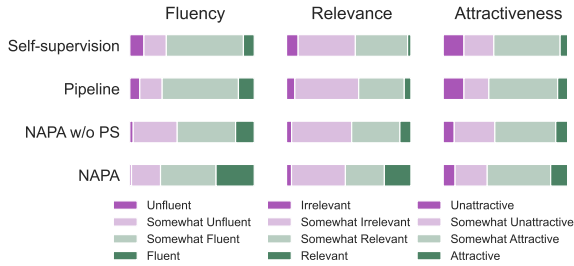 Fluency Relevance Attractiveness
Self-supervision
Pipeline
NAPA w/o PS
NAPA
Unfluent Irrelevant Unattractive
Somewhat Unfluent Somewhat Irrelevant Somewhat Unattractive
Somewhat Fluent Somewhat Relevant Somewhat Attractive
Fluent Relevant Attractive